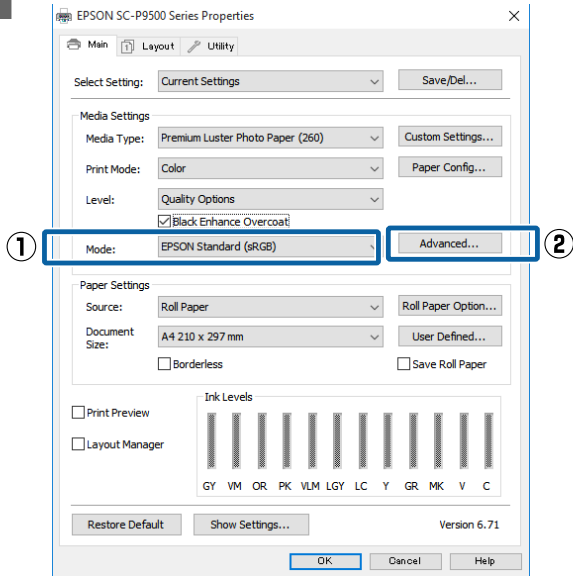 EPSON SC-P9500 Series Properties
Main Layout Utility
Select Setting: Current Settings Save/Del...
Media Settings
Media Type: Premium Luster Photo Paper (260) Custom Settings...
Print Mode: Color Paper Config...
Level: Quality Options
Black Enhance Overcoat
① Mode: EPSON Standard (sRGB) Advanced... ②
Paper Settings
Source: Roll Paper Roll Paper Option...
Document Size: A4 210 x 297 mm User Defined...
Borderless Save Roll Paper
Ink Levels
Print Preview
Layout Manager
GY VM OR PK VLM LGY LC Y GR MK V C
Restore Default Show Settings... Version 6.71
OK Cancel Help